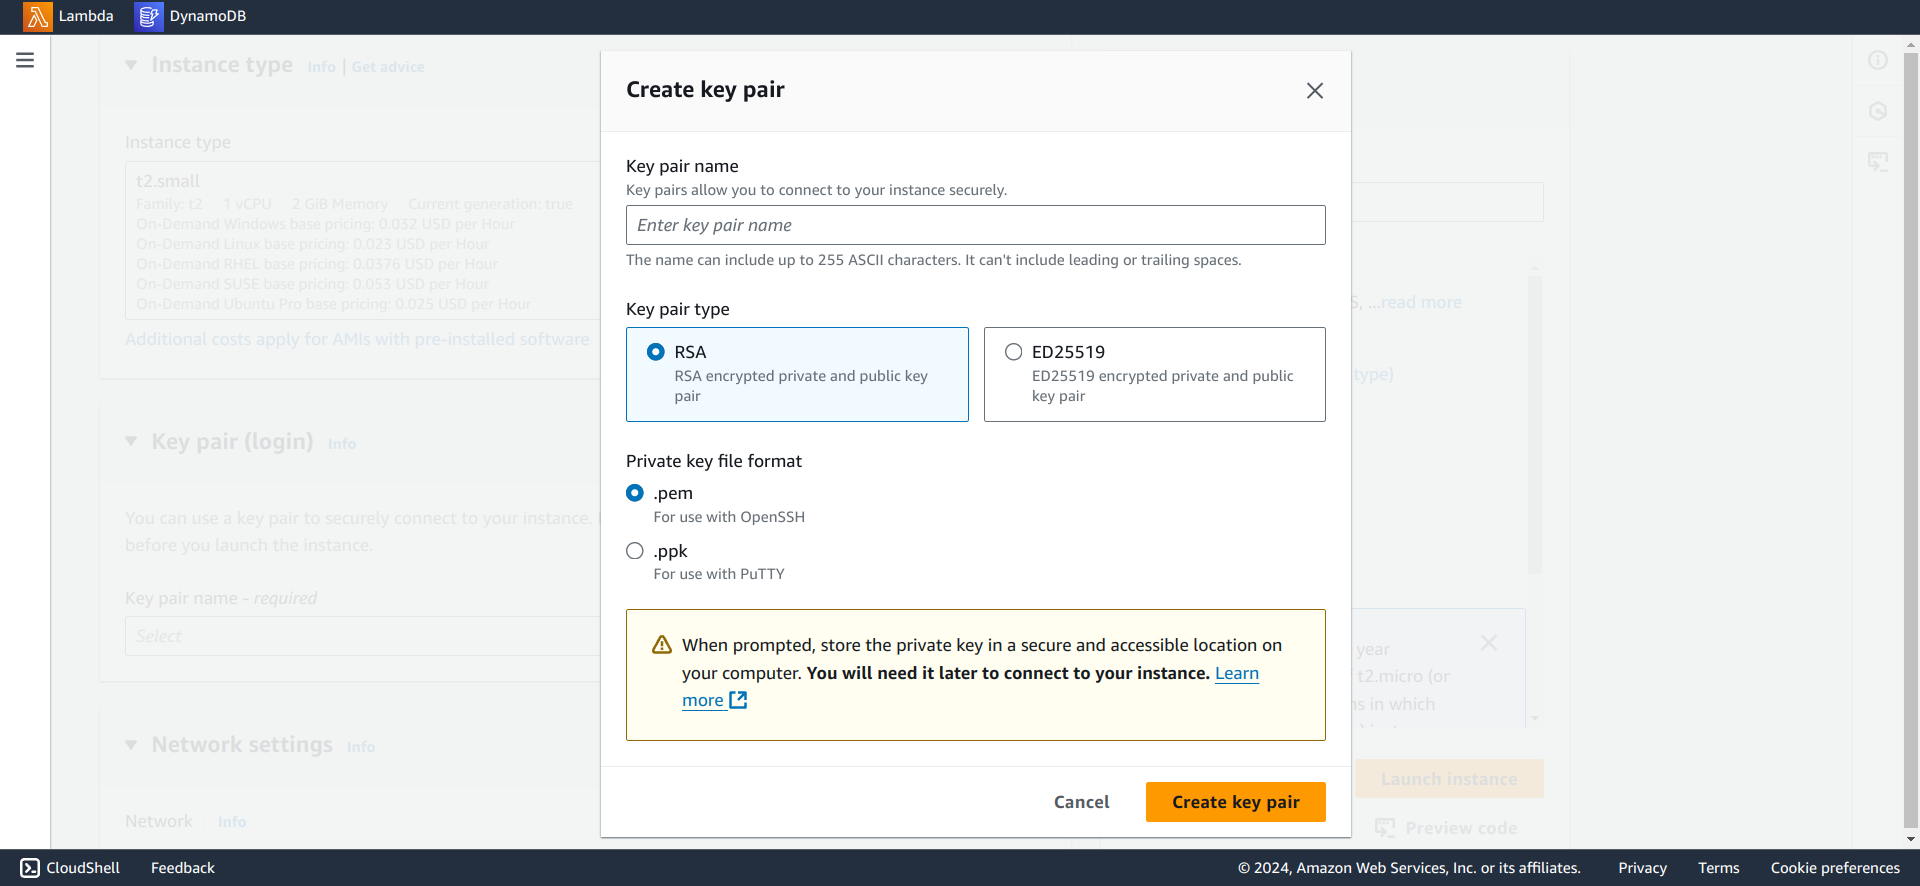 Lambda
DynamoDB
Instance type Info | Get advice
Instance type
t2.small
Family: t2 1 vCPU 2 GiB Memory Current generation: true
On-Demand Windows base pricing: 0.032 USD per Hour
On-Demand Linux base pricing: 0.023 USD per Hour
On-Demand RHEL base pricing: 0.0376 USD per Hour
On-Demand SUSE base pricing: 0.053 USD per Hour
On-Demand Ubuntu Pro base pricing: 0.025 USD per Hour
Additional costs apply for AMIs with pre-installed software
Key pair (login) Info
You can use a key pair to securely connect to your instance.
before you launch the instance.
Key pair name - required
Select
Network settings Info
Network Info
Create key pair
Key pair name
Key pairs allow you to connect to your instance securely.
Enter key pair name
The name can include up to 255 ASCII characters. It can't include leading or trailing spaces.
Key pair type
RSA
RSA encrypted private and public key
pair
ED25519
ED25519 encrypted private and public
key pair
Private key file format
.pem
For use with OpenSSH
.ppk
For use with PuTTY
When prompted, store the private key in a secure and accessible location on
your computer. You will need it later to connect to your instance. Learn
more
Cancel
Create key pair
...read more
type)
year
t2.micro (or
in which
Launch instance
Preview code
CloudShell
Feedback
© 2024, Amazon Web Services, Inc. or its affiliates.
Privacy
Terms
Cookie preferences